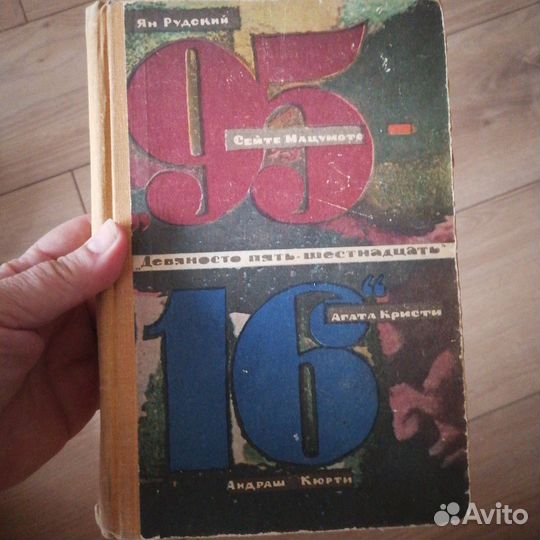 Ян Рудский
„95-
Сейте Мацумото
„Девяносто пять-шестнадцать"
16“
Агата Кристи
Андраш Кюрти
Avito